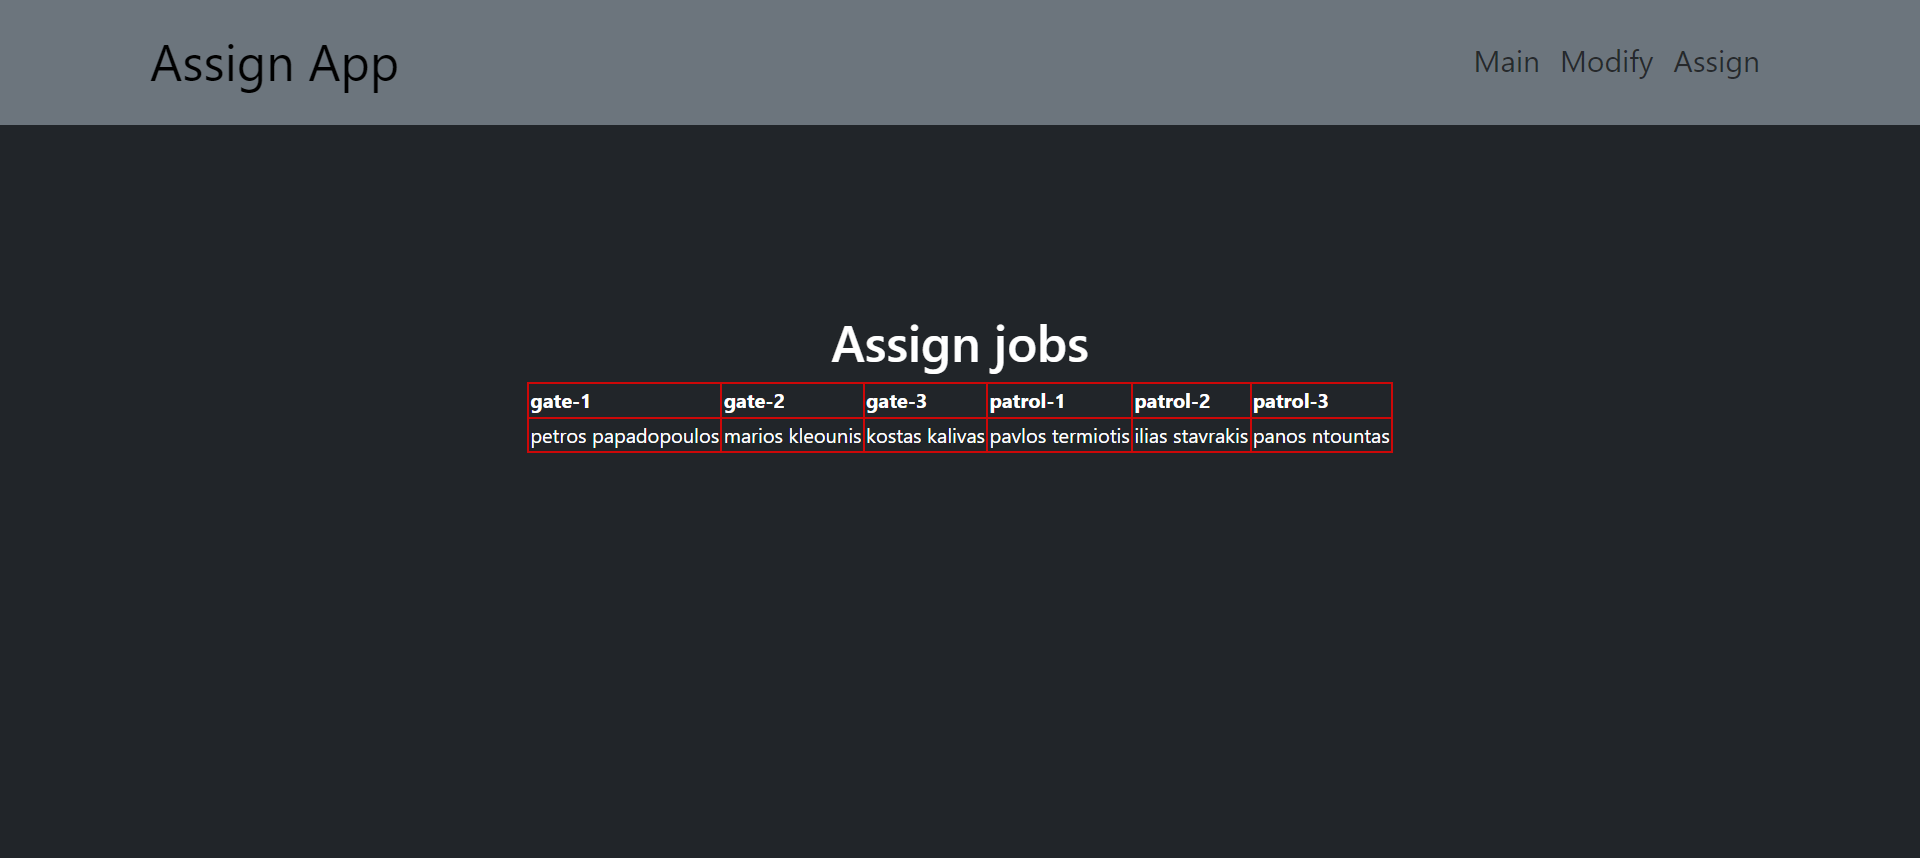 Assign App
Main Modify Assign
Assign jobs
gate-1 gate-2 gate-3 patrol-1 patrol-2 patrol-3
petros papadopoulos marios kleounis kostas kalivas pavlos termiotis ilias stavrakis panos ntountas